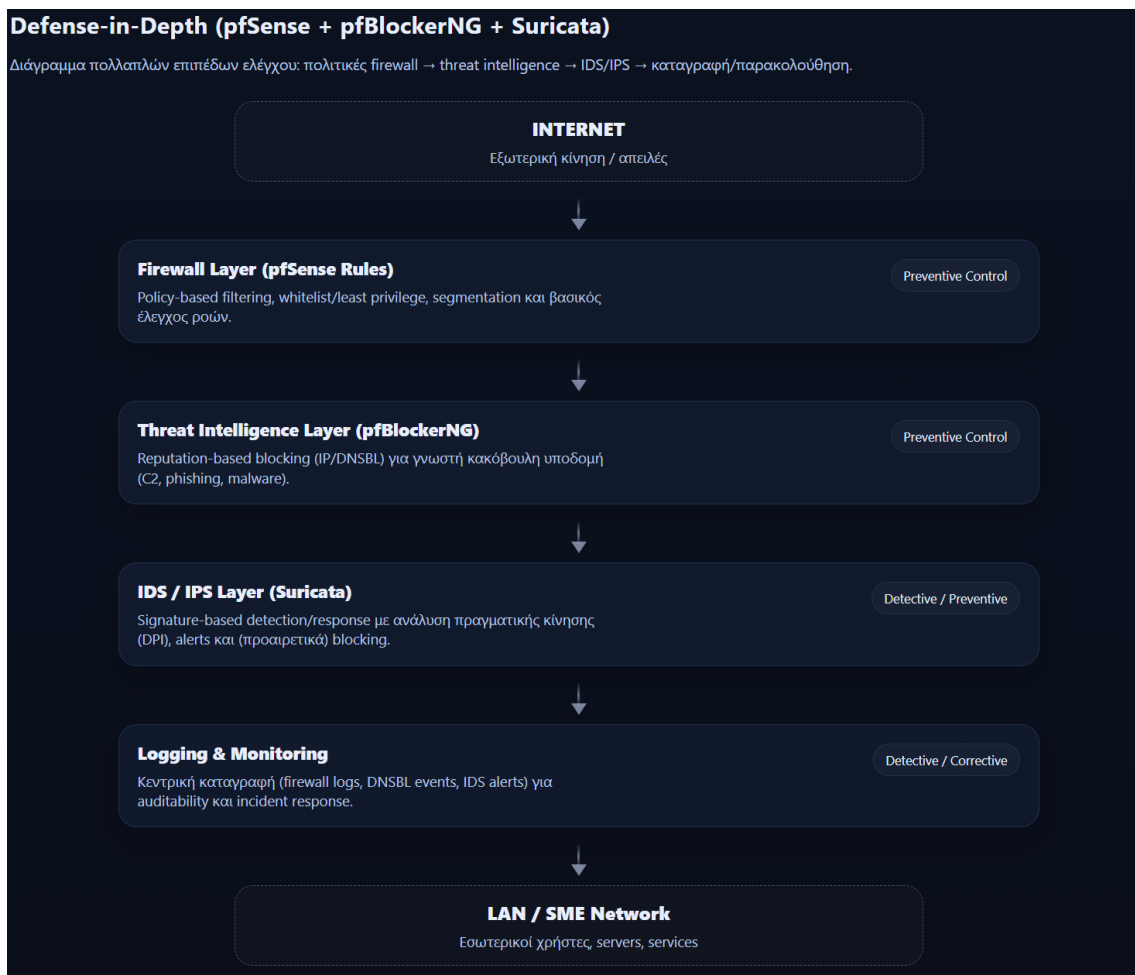 Defense-in-Depth (pfSense + pfBlockerNG + Suricata)
Διάγραμμα πολλαπλών επιπέδων ελέγχου: πολιτικές firewall → threat intelligence → IDS/IPS → καταγραφή/παρακολούθηση.
INTERNET
Εξωτερική κίνηση / απειλές
Firewall Layer (pfSense Rules)
Preventive Control
Policy-based filtering, whitelist/least privilege, segmentation και βασικός
έλεγχος ροών.
Threat Intelligence Layer (pfBlockerNG)
Preventive Control
Reputation-based blocking (IP/DNSBL) για γνωστή κακόβουλη υποδομή
(C2, phishing, malware).
IDS / IPS Layer (Suricata)
Detective / Preventive
Signature-based detection/response με ανάλυση πραγματικής κίνησης
(DPI), alerts και (προαιρετικά) blocking.
Logging & Monitoring
Detective / Corrective
Κεντρική καταγραφή (firewall logs, DNSBL events, IDS alerts) για
auditability και incident response.
LAN / SME Network
Εσωτερικοί χρήστες, servers, services